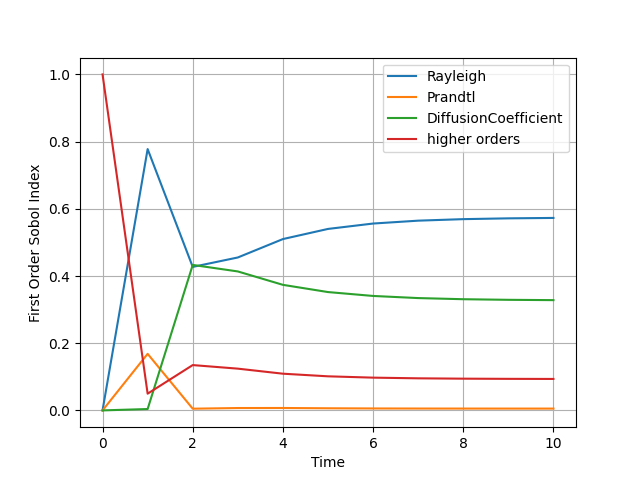 Rayleigh
Prandtl
DiffusionCoefficient
higher orders
1.0
0.8
0.6
0.4
0.2
0.0
First Order Sobol Index
0 2 4 6 8 10
Time